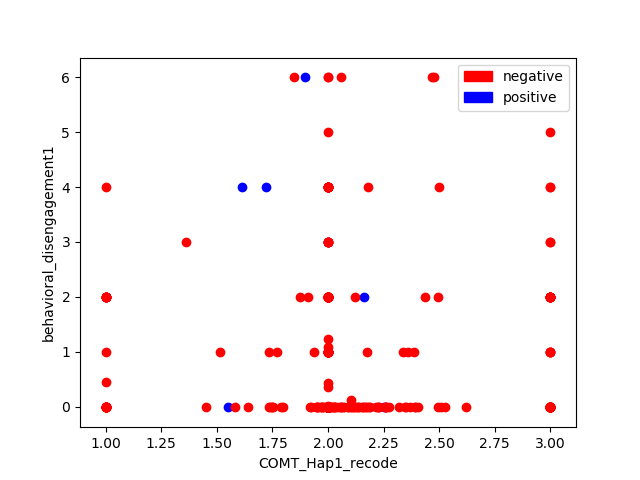 negative
positive
6
5
4
3
2
1
0
behavioral_disengagement1
1.00 1.25 1.50 1.75 2.00 2.25 2.50 2.75 3.00
COMT_Hap1_recode